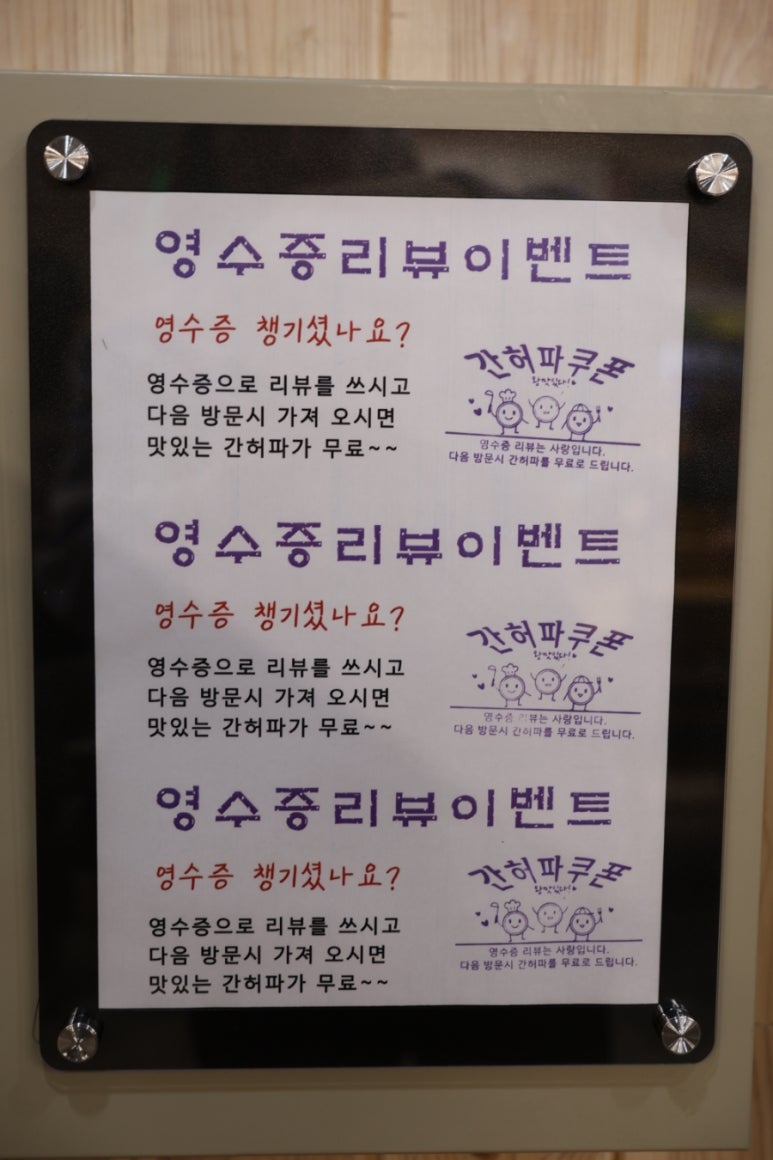 영수증리뷰이벤트
영수증 챙기셨나요?
영수증으로 리뷰를 쓰시고
다음 방문시 가져 오시면
맛있는 간허파가 무료~~
간허파쿠폰
왕맛있다!
영수증 리뷰는 사랑입니다.
다음 방문시 간허파를 무료로 드립니다.
영수증리뷰이벤트
영수증 챙기셨나요?
영수증으로 리뷰를 쓰시고
다음 방문시 가져 오시면
맛있는 간허파가 무료~~
간허파쿠폰
왕맛있다!
영수증 리뷰는 사랑입니다.
다음 방문시 간허파를 무료로 드립니다.
영수증리뷰이벤트
영수증 챙기셨나요?
영수증으로 리뷰를 쓰시고
다음 방문시 가져 오시면
맛있는 간허파가 무료~~
간허파쿠폰
왕맛있다!
영수증 리뷰는 사랑입니다.
다음 방문시 간허파를 무료로 드립니다.